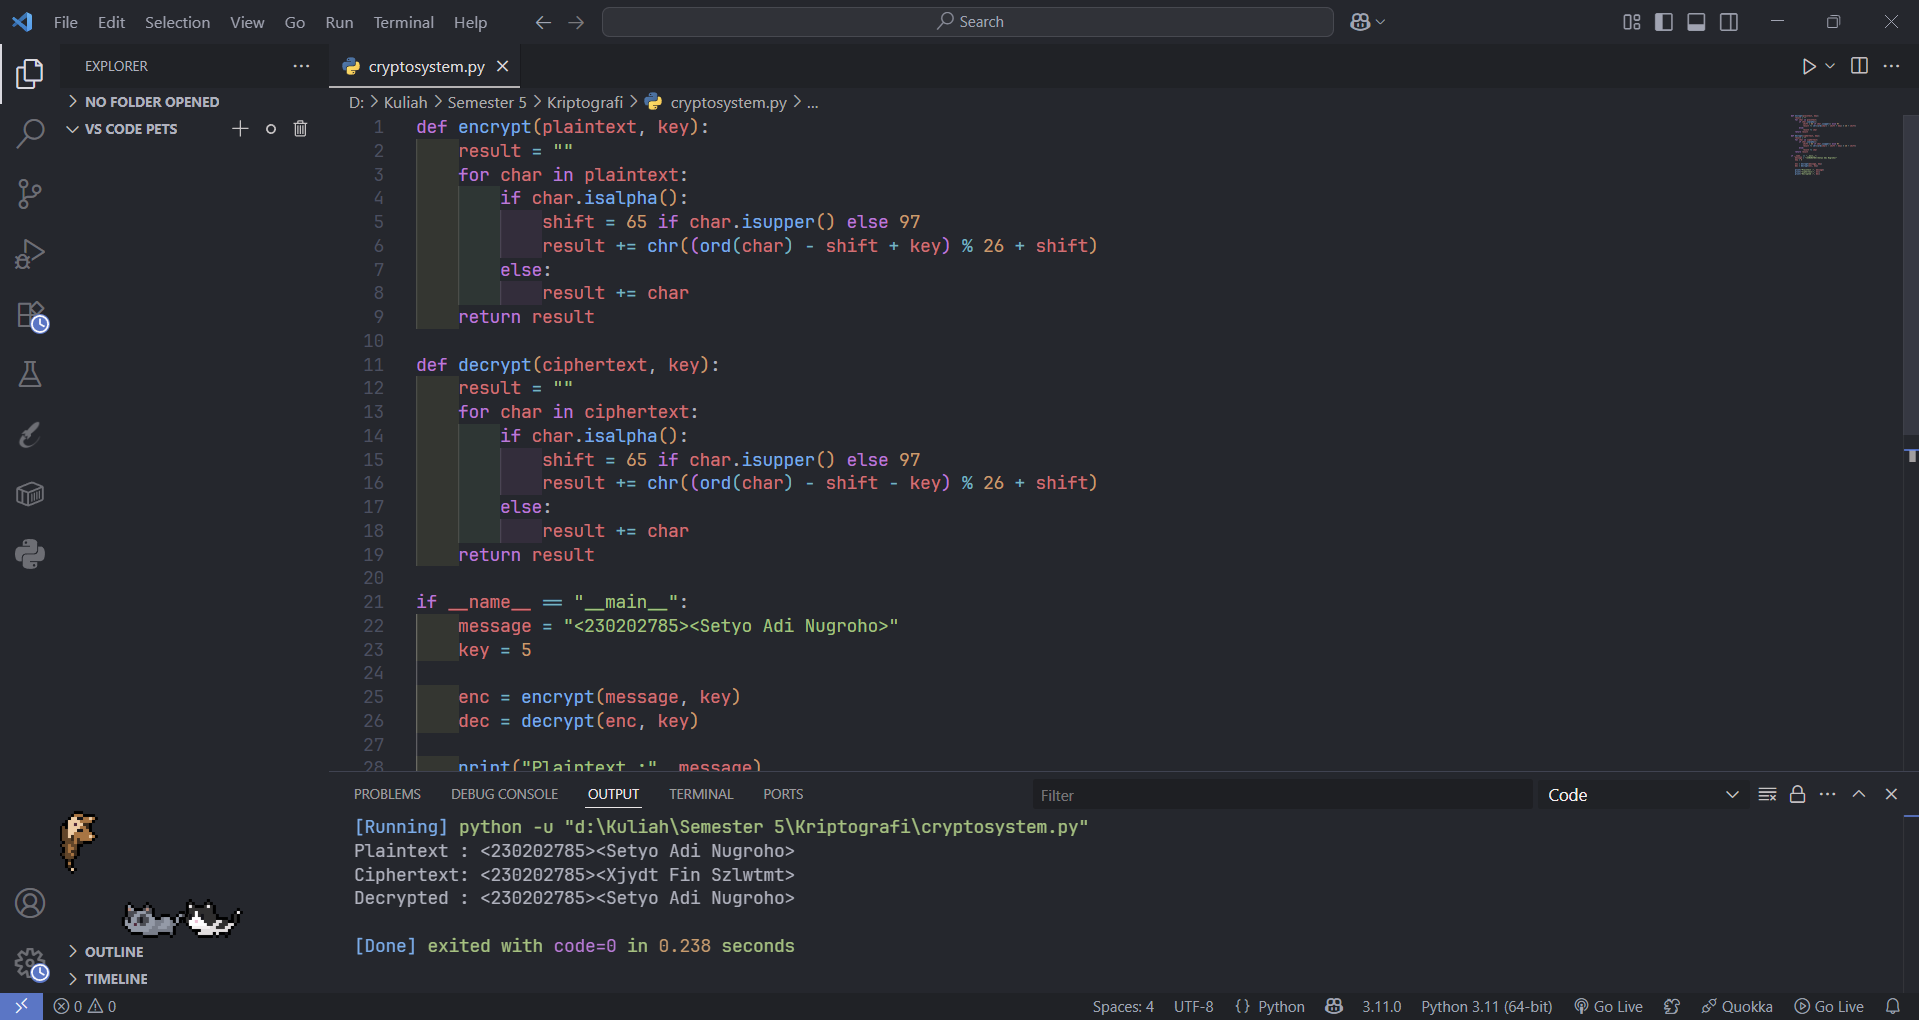 File Edit Selection View Go Run Terminal Help Search
EXPLORER
NO FOLDER OPENED
VS CODE PETS
cryptosystem.py
D: > Kuliah > Semester 5 > Kriptografi > cryptosystem.py > ...
1 def encrypt(plaintext, key):
2 result = ""
3 for char in plaintext:
4 if char.isalpha():
5 shift = 65 if char.isupper() else 97
6 result += chr((ord(char) - shift + key) % 26 + shift)
7 else:
8 result += char
9 return result
10
11 def decrypt(ciphertext, key):
12 result = ""
13 for char in ciphertext:
14 if char.isalpha():
15 shift = 65 if char.isupper() else 97
16 result += chr((ord(char) - shift - key) % 26 + shift)
17 else:
18 result += char
19 return result
20
21 if __name__ == "__main__":
22 message = "<230202785><Setyo Adi Nugroho>"
23 key = 5
24
25 enc = encrypt(message, key)
26 dec = decrypt(enc, key)
27
28 print("Plaintext :", message)
PROBLEMS DEBUG CONSOLE OUTPUT TERMINAL PORTS Filter Code
[Running] python -u "d:\Kuliah\Semester 5\Kriptografi\cryptosystem.py"
Plaintext : <230202785><Setyo Adi Nugroho>
Ciphertext: <230202785><Xjydt Fin Szlwtmt>
Decrypted : <230202785><Setyo Adi Nugroho>
[Done] exited with code=0 in 0.238 seconds
OUTLINE
TIMELINE
0 0 Spaces: 4 UTF-8 {} Python 3.11.0 Python 3.11 (64-bit) Go Live Quokka Go Live